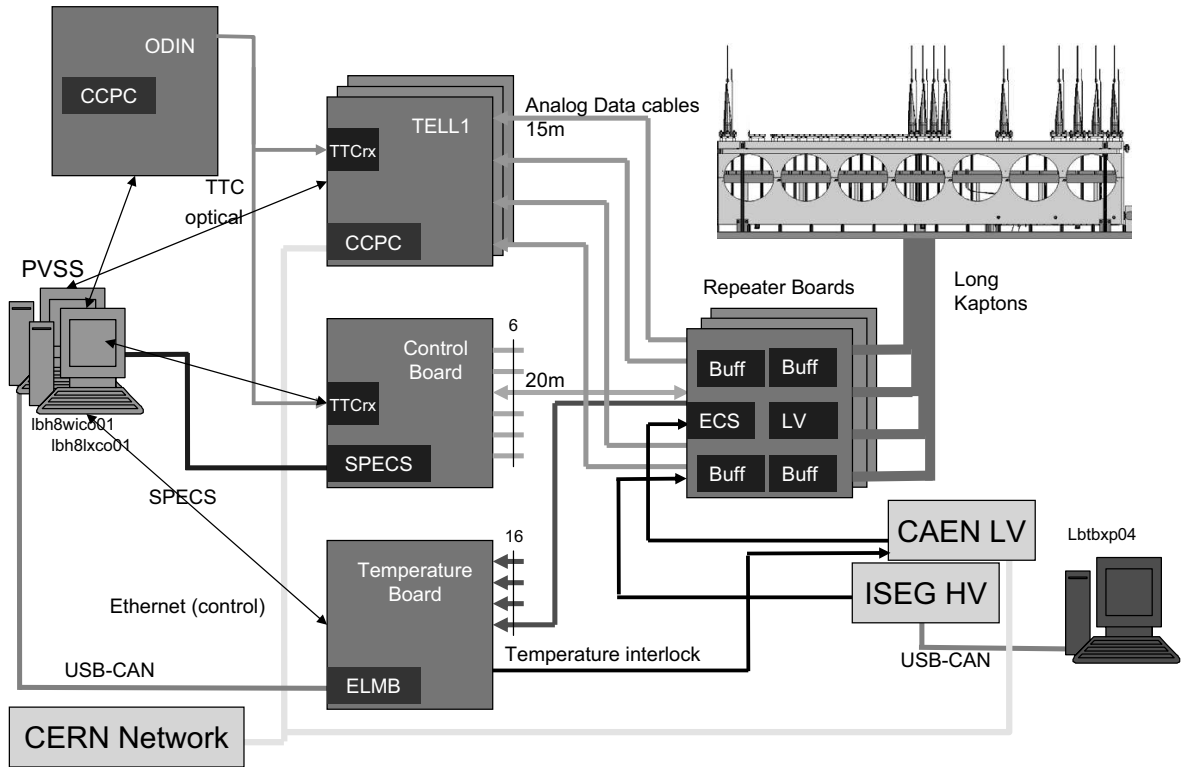 ODIN
CCPC
TELL1
TTCrx
CCPC
Analog Data cables
15m
TTC
optical
PVSS
lbh8wico01
lbh8lxco01
Control
Board
TTCrx
SPECS
6
20m
Repeater Boards
Buff
Buff
ECS
LV
Buff
Buff
Long
Kaptons
SPECS
Temperature
Board
ELMB
16
Ethernet (control)
USB-CAN
Temperature interlock
CAEN LV
ISEG HV
Lbtbxp04
USB-CAN
CERN Network